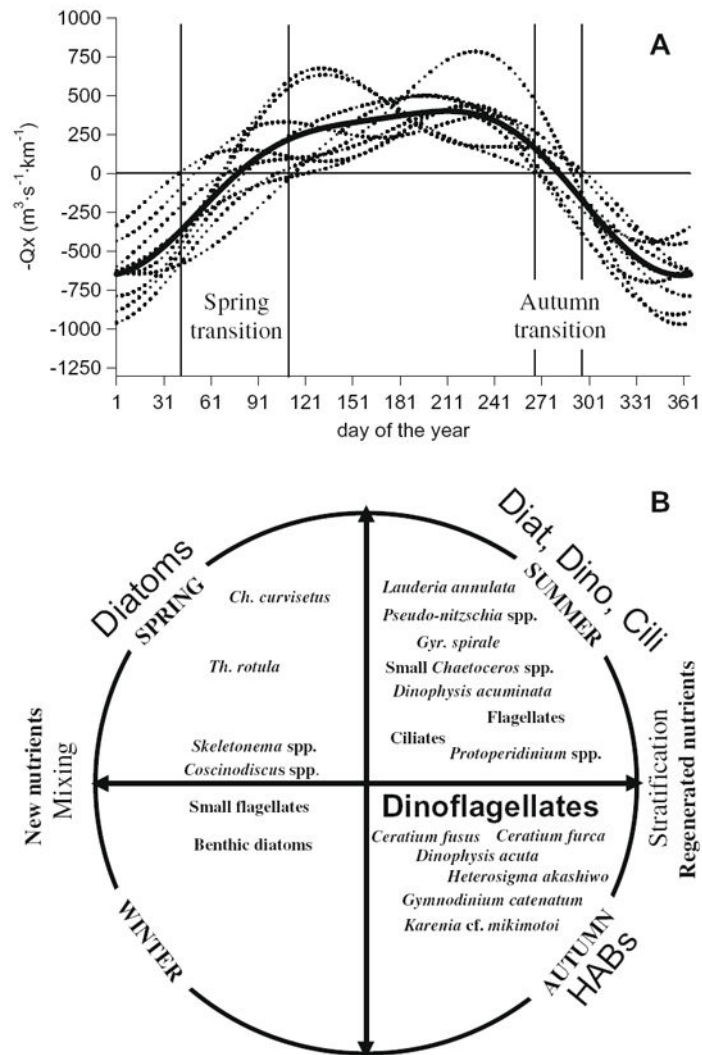 A
1000
750
500
250
0
-250
-500
-750
-1000
-1250
-Qx (m³·s⁻¹·km⁻¹)
Spring
transition
Autumn
transition
1 31 61 91 121 151 181 211 241 271 301 331 361
day of the year
B
Diatoms
SPRING
Diat, Dino, Cili
SUMMER
Ch. curvisetus
Th. rotula
Skeletonema spp.
Coscinodiscus spp.
Lauderia annulata
Pseudo-nitzschia spp.
Gyr. spirale
Small Chaetoceros spp.
Dinophysis acuminata
Flagellates
Ciliates
Protoperidinium spp.
New nutrients
Mixing
Stratification
Regenerated nutrients
Small flagellates
Benthic diatoms
Dinoflagellates
Ceratium fusus Ceratium furca
Dinophysis acuta
Heterosigma akashiwo
Gymnodinium catenatum
Karenia cf. mikimotoi
WINTER
AUTUMN
HABs